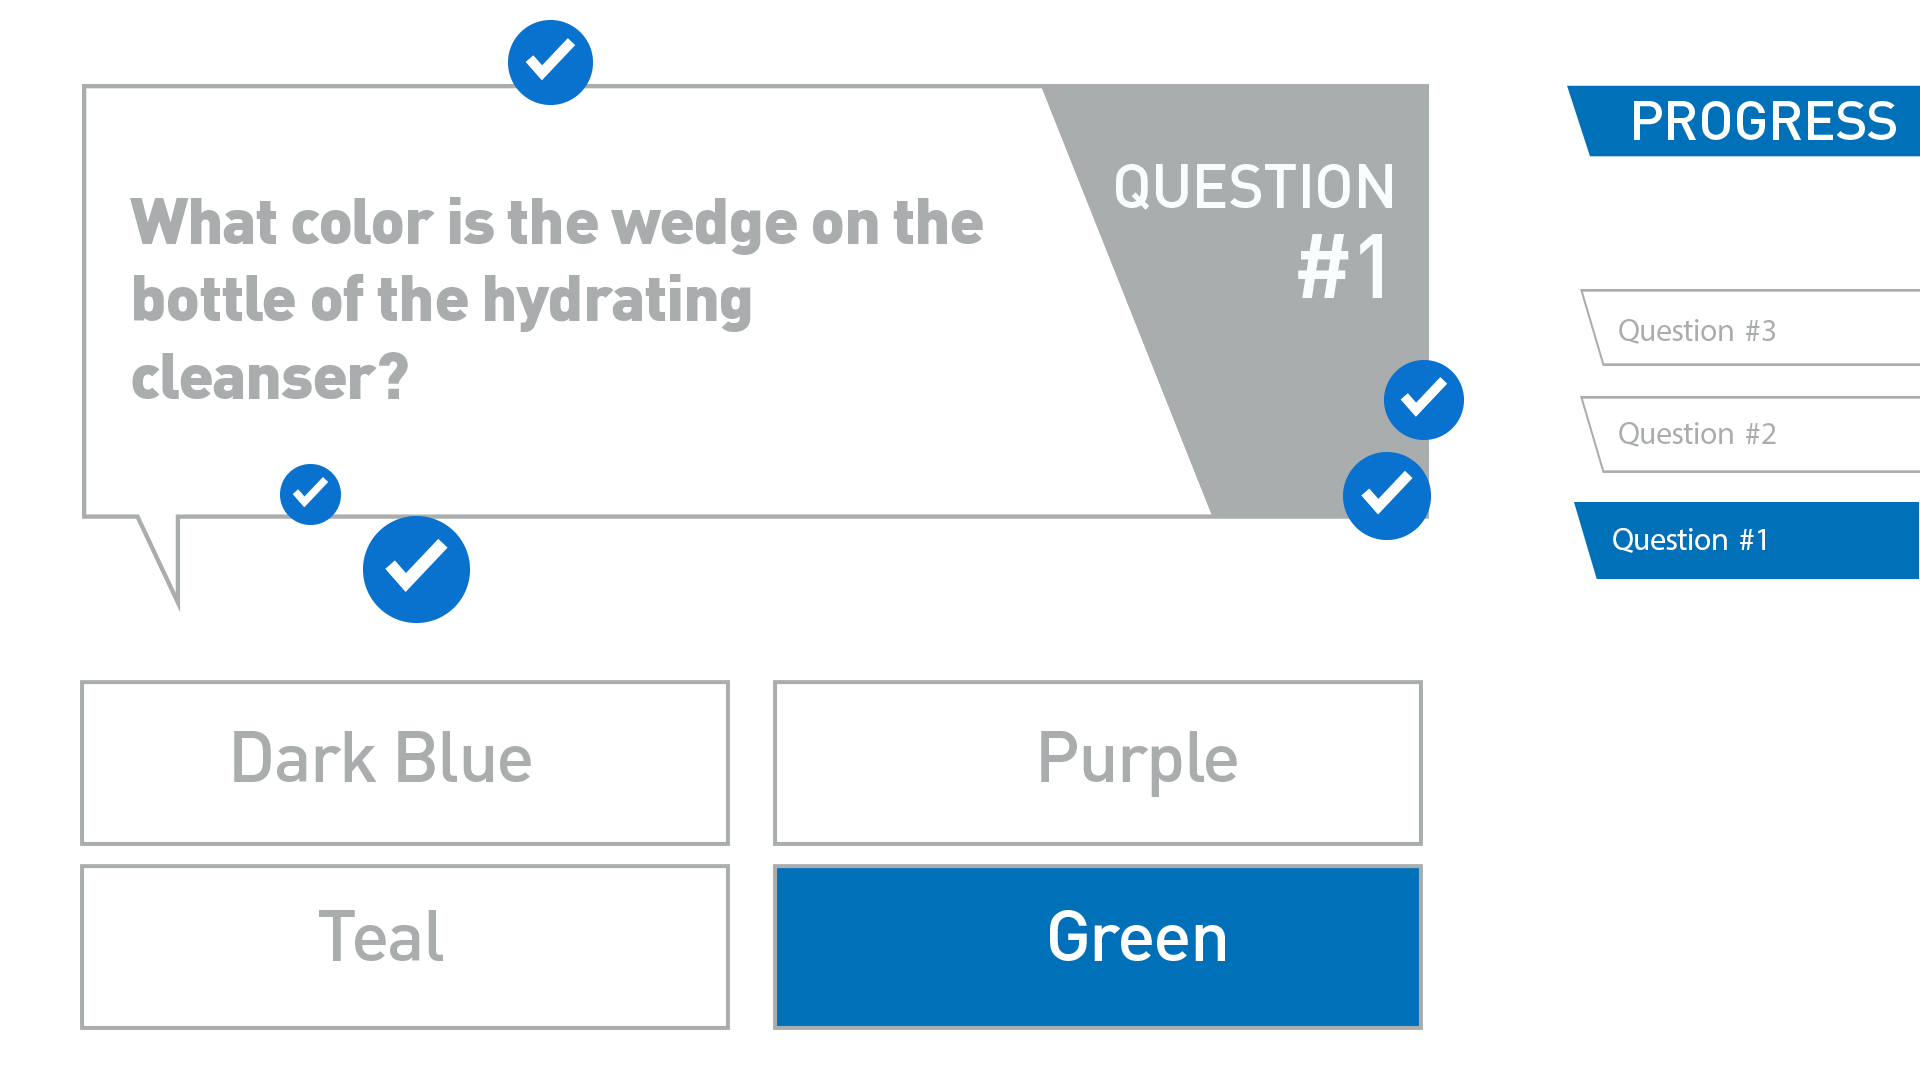 What color is the wedge on the
bottle of the hydrating
cleanser?
QUESTION
#1
PROGRESS
Question #3
Question #2
Question #1
Dark Blue
Purple
Teal
Green